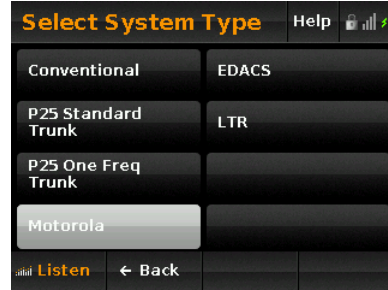 Select System Type Help
Conventional EDACS
P25 Standard
Trunk
LTR
P25 One Freq
Trunk
Motorola
Listen ← Back